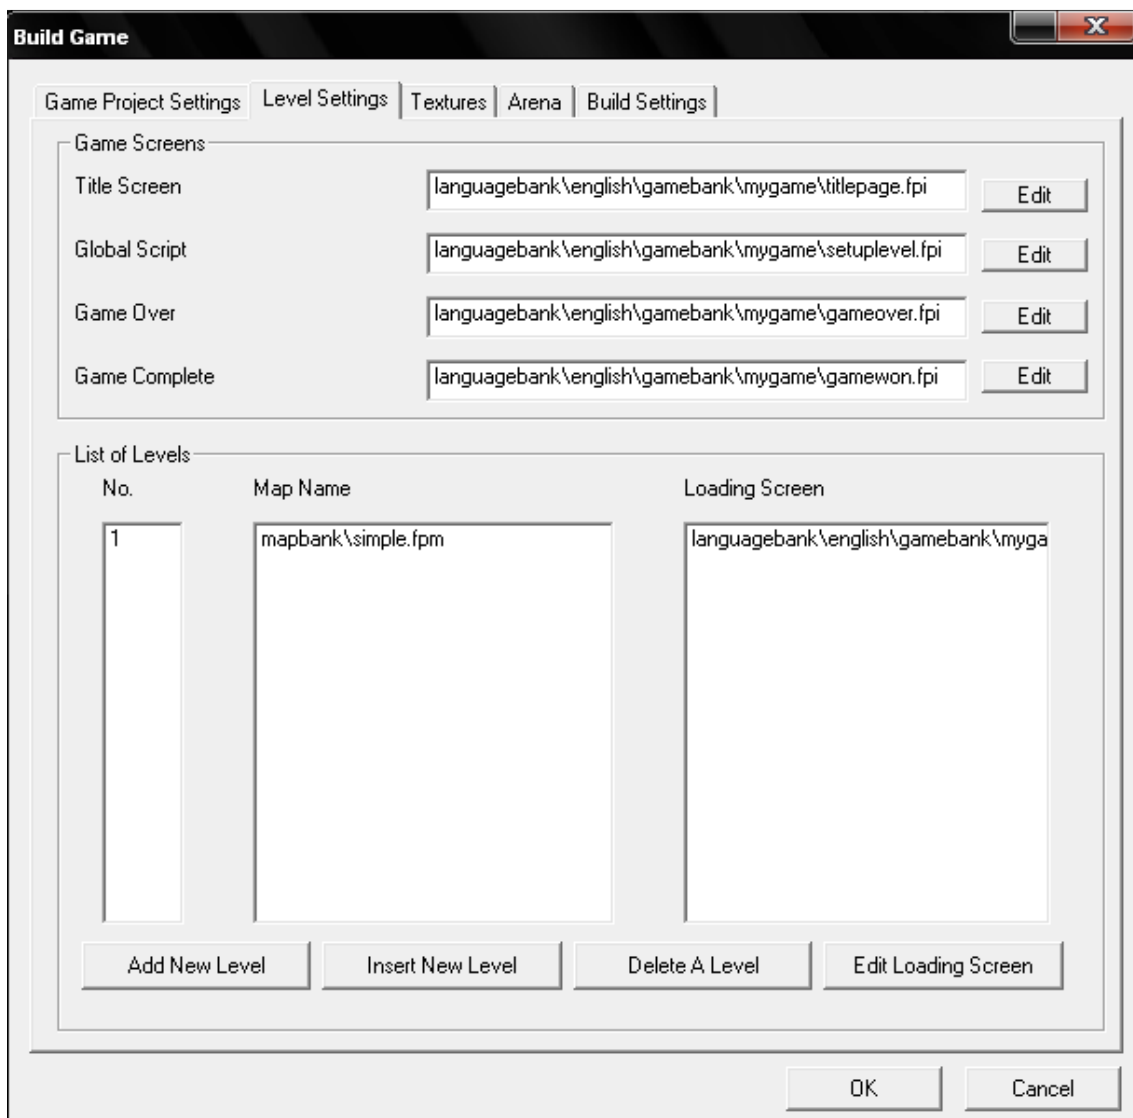 Build Game
X
Game Project Settings Level Settings Textures Arena Build Settings
Game Screens
Title Screen languagebank\english\gamebank\mygame\titlepage.fpi Edit
Global Script languagebank\english\gamebank\mygame\setuplevel.fpi Edit
Game Over languagebank\english\gamebank\mygame\gameover.fpi Edit
Game Complete languagebank\english\gamebank\mygame\gamewon.fpi Edit
List of Levels
No. Map Name Loading Screen
1 mapbank\simple.fpm languagebank\english\gamebank\myga
Add New Level Insert New Level Delete A Level Edit Loading Screen
OK Cancel